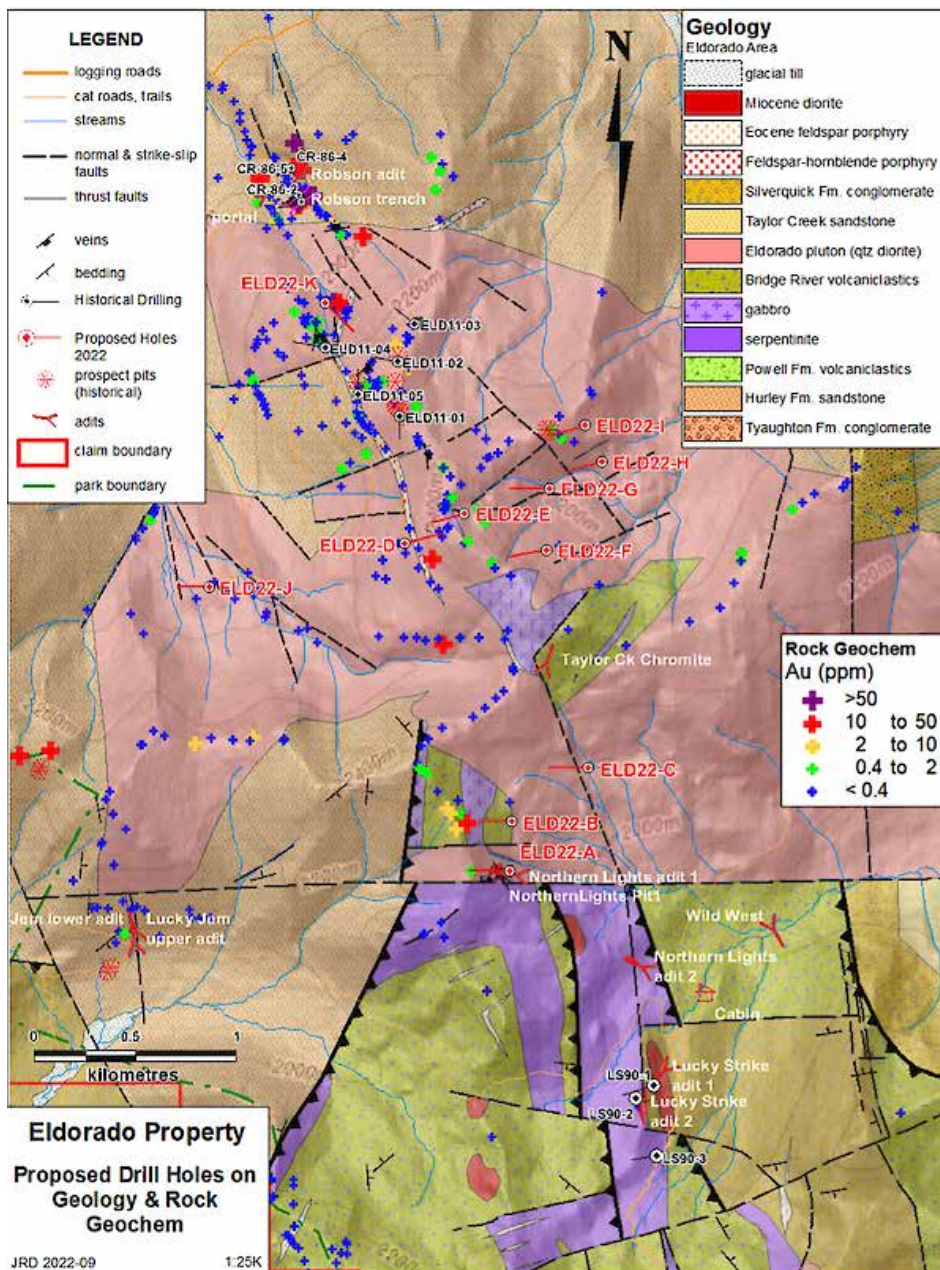 LEGEND
logging roads
cat roads, trails
streams
normal & strike-slip
faults
thrust faults
veins
bedding
Historical Drilling
Proposed Holes
2022
prospect pits
(historical)
adits
claim boundary
park boundary
N
Geology
Eldorado Area
glacial till
Miocene diorite
Eocene feldspar porphyry
Feldspar-hornblende porphyry
Silverquick Fm. conglomerate
Taylor Creek sandstone
Eldorado pluton (qtz diorite)
Bridge River volcaniclastics
gabbro
serpentinite
Powell Fm. volcaniclastics
Hurley Fm. sandstone
Tyaughton Fm. conglomerate
CR-86-4
CR-86-5
Robson adit
CR-86-2
Robson trench
portal
2200m
ELD22-K
ELD11-03
ELD11-04
ELD11-02
ELD11-05
ELD11-01
ELD22-I
ELD22-H
ELD22-G
ELD22-E
ELD22-D
ELD22-F
ELD22-J
Taylor Ck Chromite
Rock Geochem
Au (ppm)
>50
10 to 50
2 to 10
0.4 to 2
< 0.4
2400m
ELD22-C
ELD22-B
2000m
ELD22-A
Northern Lights adit 1
NorthernLights Pit1
Jem lower adit
Lucky Jem
upper adit
Wild West
Northern Lights
adit 2
Cabin
0 0.5 1
kilometres
LS90-1
Lucky Strike
adit 1
LS90-2
Lucky Strike
adit 2
LS90-3
2000m
2200m
Eldorado Property
Proposed Drill Holes on
Geology & Rock
Geochem
JRD 2022-09 1:25K